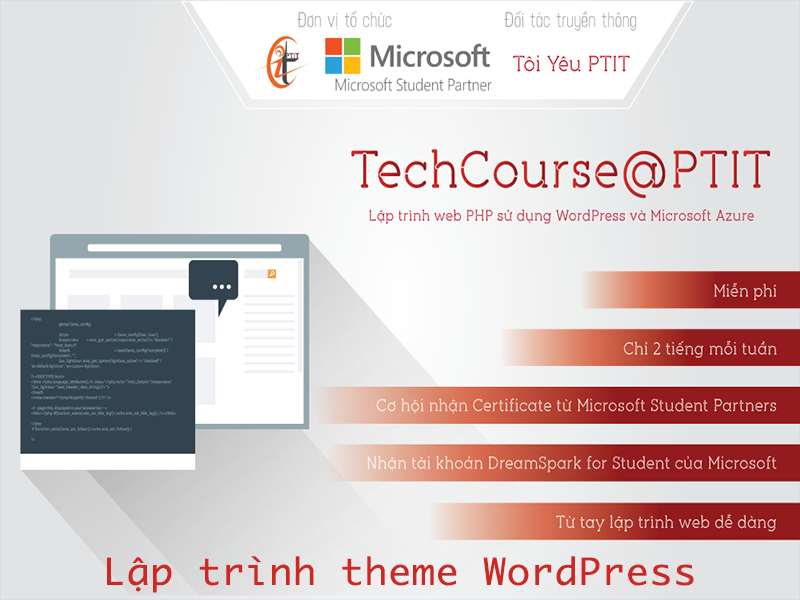 Đơn vị tổ chức
Đối tác truyền thông
PTIT
Microsoft
Microsoft Student Partner
Tôi Yêu PTIT
TechCourse@PTIT
Lập trình web PHP sử dụng WordPress và Microsoft Azure
Miễn phí
Chỉ 2 tiếng mỗi tuần
Cơ hội nhận Certificate từ Microsoft Student Partners
Nhận tài khoản DreamSpark for Student của Microsoft
Từ tay lập trình web dễ dàng
Lập trình theme WordPress